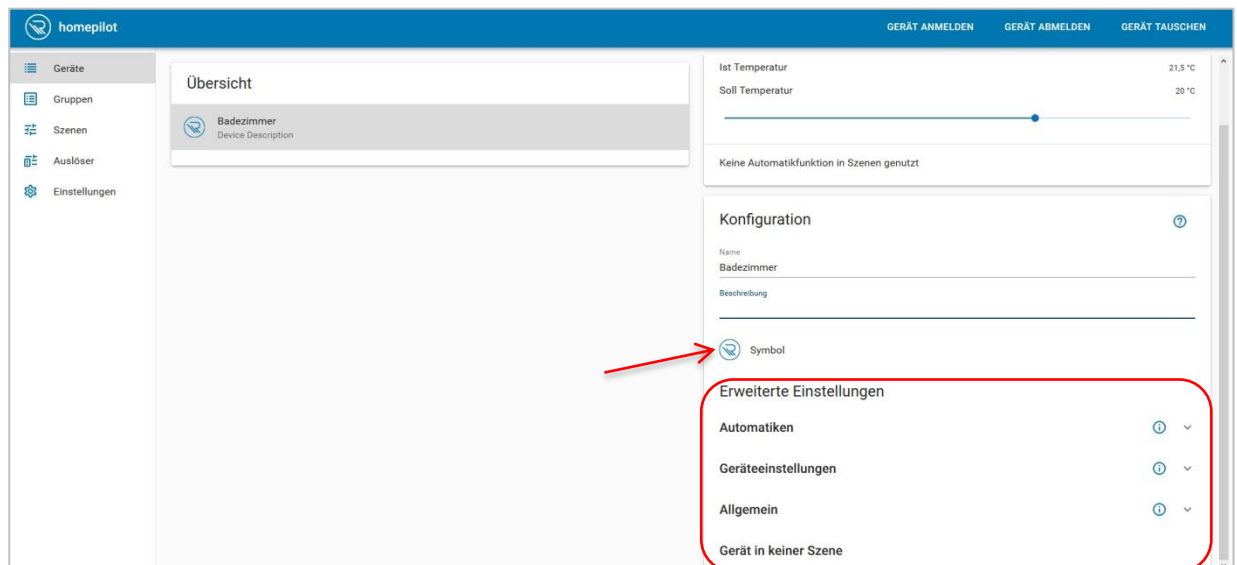 homepilot
GERÄT ANMELDEN GERÄT ABMELDEN GERÄT TAUSCHEN
Geräte
Gruppen
Szenen
Auslöser
Einstellungen
Übersicht
Badezimmer
Device Description
Ist Temperatur 21,5 °C
Soll Temperatur 20 °C
Keine Automatikfunktion in Szenen genutzt
Konfiguration
Name
Badezimmer
Beschreibung
Symbol
Erweiterte Einstellungen
Automatiken
Geräteeinstellungen
Allgemein
Gerät in keiner Szene